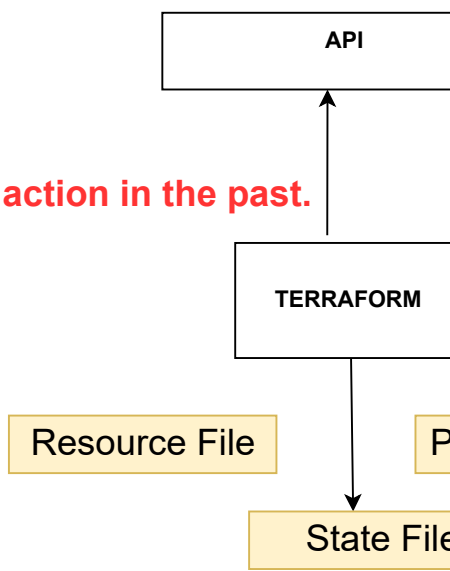 API
action in the past.
TERRAFORM
Resource File
P
State File